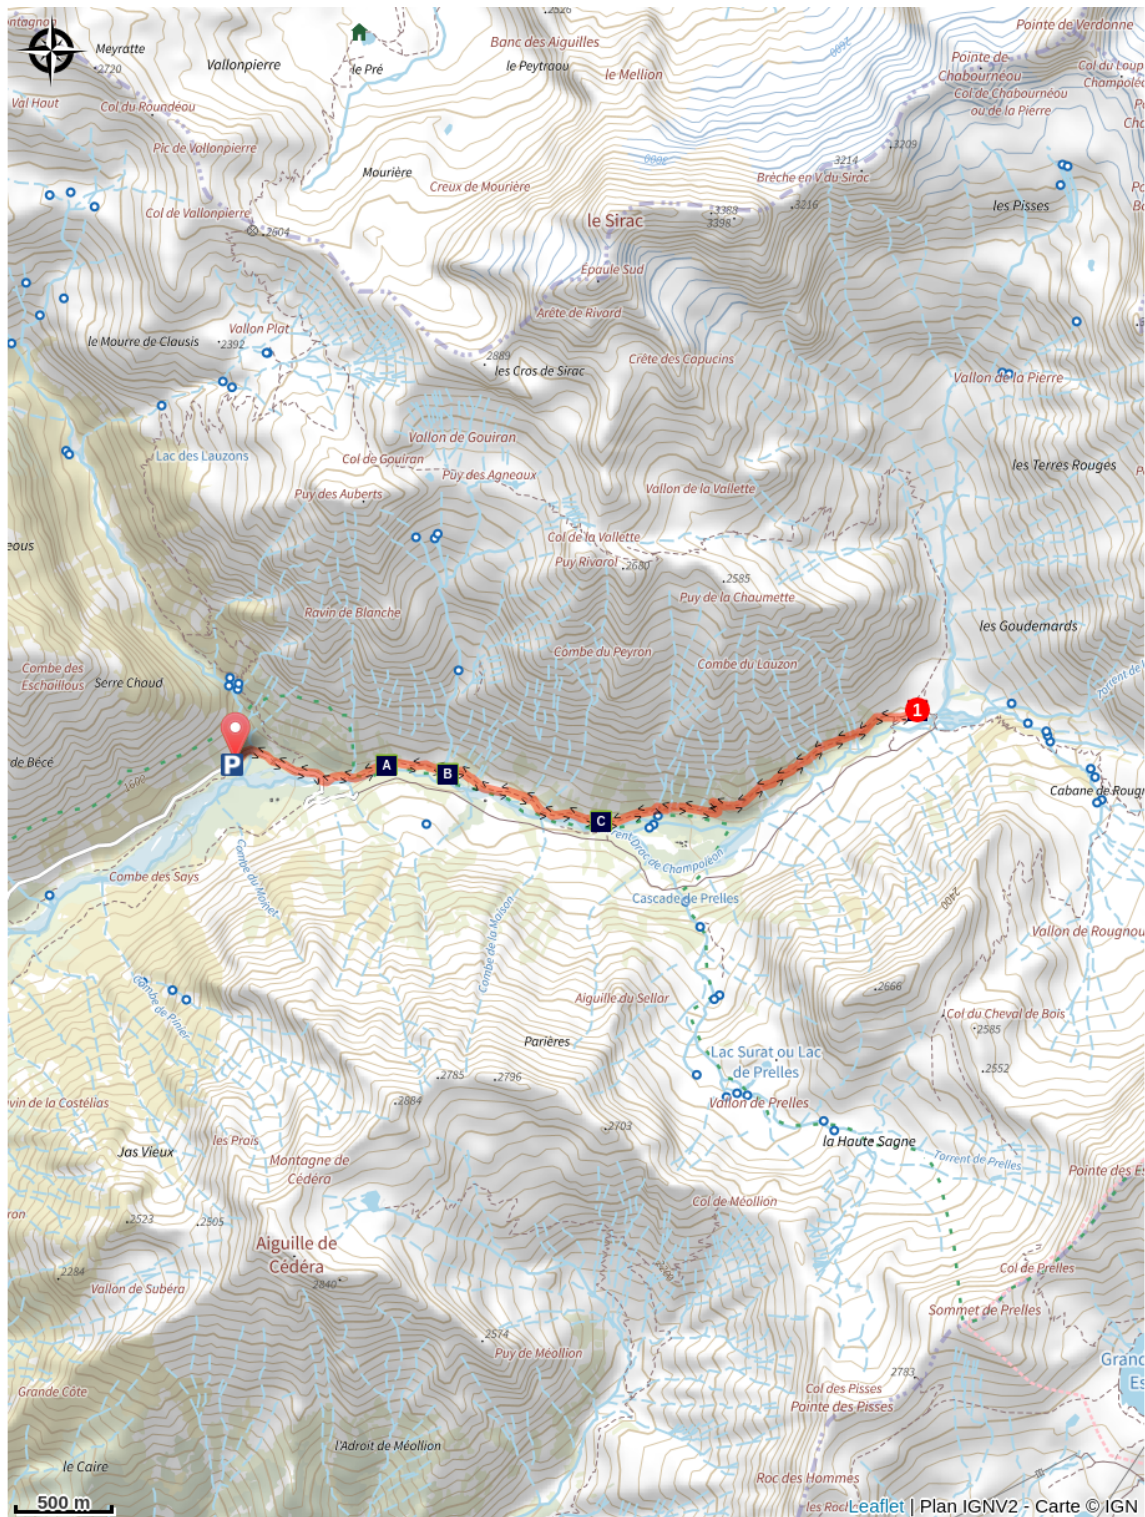 Meyratte
2720
Vallonpierre
le Pré
Banc des Aiguilles
le Peytraou
le Mellion
2600
Pointe de Verdonne
Pointe de
Chabournéou
Col de Chabournéou
ou de la Pierre
Col du Loup
Val Haut
Col du Roundéou
Pic de Vallonpierre
3209
3214
Mourière
Creux de Mourière
Brèche en V du Sirac
Col de Vallonpierre
2604
le Sirac
3388
3398
3216
les Pisses
Épaule Sud
Arête de Rivard
Vallon Plat
2392
le Mourre de Clausis
2889
les Cros de Sirac
Crête des Capucins
Vallon de la Pierre
Vallon de Gouiran
Lac des Lauzons
Col de Gouiran
Puy des Agneaux
les Terres Rouges
Puy des Auberts
Vallon de la Vallette
Col de la Vallette
Puy Rivarol
2680
2585
Puy de la Chaumette
Ravin de Blanche
les Goudemards
Combe du Peyron
Combe du Lauzon
Combe des
Eschaillous
Serre Chaud
1
P
A
B
C
de Bécé
1600
Cabane de Roug
rent Drac de Champoléon
Combe des Says
Combe du Moinet
Cascade de Prelles
Combe de la Maison
2400
Vallon de Rougnou
Combe de Pinier
Aiguille du Sellar
2666
Col du Cheval de Bois
2585
Parières
Lac Surat ou Lac
de Prelles
2552
2785
2796
2884
Vallon de Prelles
vin de la Costélias
2703
la Haute Sagne
les Prois
Jas Vieux
Torrent de Prelles
Montagne de
Cédéra
Col de Méollion
2523
2505
Aiguille de
Cédéra
2840
2284
Vallon de Subéra
Col de Prelles
Sommet de Prelles
2574
Puy de Méollion
2783
Grande Côte
Col des Pisses
Pointe des Pisses
l'Adroit de Méollion
le Caire
Roc des Hommes
500 m
Leaflet | Plan IGNV2 - Carte © IGN